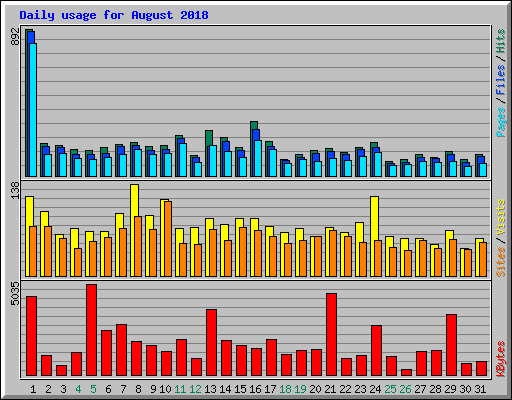 Daily usage for August 2018
892
138
5035
Pages / Files / Hits
Sites / Visits
KBytes
1 2 3 4 5 6 7 8 9 10 11 12 13 14 15 16 17 18 19 20 21 22 23 24 25 26 27 28 29 30 31